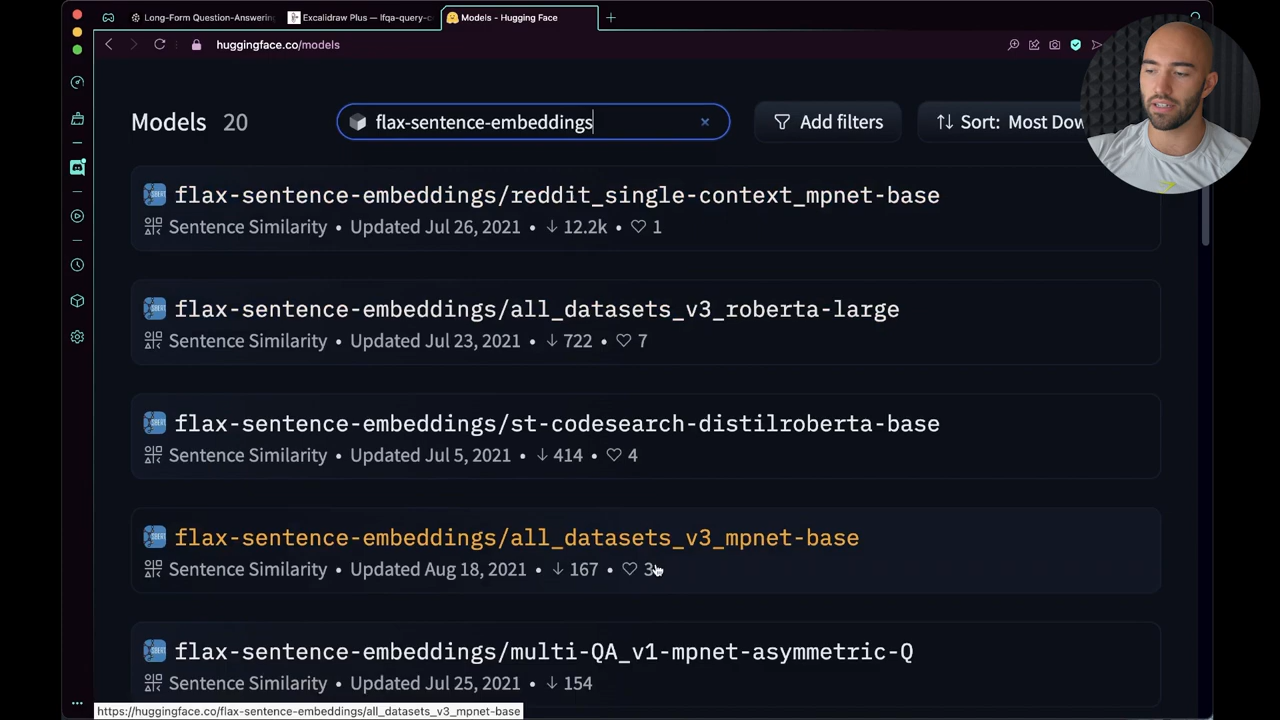 Long-Form Question-Answering
Excalidraw Plus — lfqa-query-c
Models - Hugging Face
huggingface.co/models
Models 20
flax-sentence-embeddings
Add filters
Sort: Most Dow
flax-sentence-embeddings/reddit_single-context_mpnet-base
Sentence Similarity • Updated Jul 26, 2021 • ↓ 12.2k • ♡ 1
flax-sentence-embeddings/all_datasets_v3_roberta-large
Sentence Similarity • Updated Jul 23, 2021 • ↓ 722 • ♡ 7
flax-sentence-embeddings/st-codesearch-distilroberta-base
Sentence Similarity • Updated Jul 5, 2021 • ↓ 414 • ♡ 4
flax-sentence-embeddings/all_datasets_v3_mpnet-base
Sentence Similarity • Updated Aug 18, 2021 • ↓ 167 • ♡ 3
flax-sentence-embeddings/multi-QA_v1-mpnet-asymmetric-Q
Sentence Similarity • Updated Jul 25, 2021 • ↓ 154
https://huggingface.co/flax-sentence-embeddings/all_datasets_v3_mpnet-base